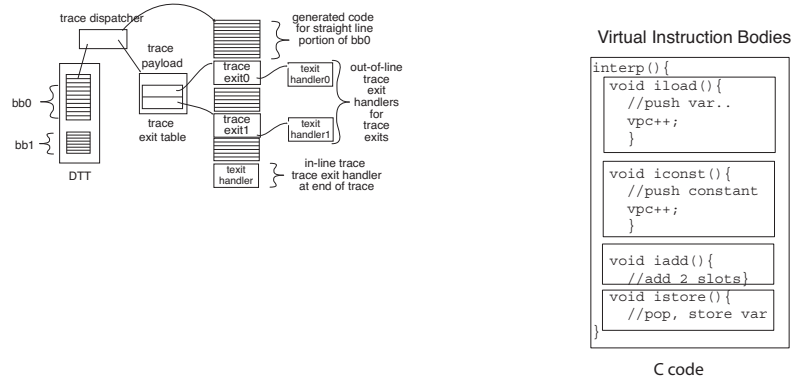 trace dispatcher
generated code
for straight line
portion of bb0
trace
payload
trace
exit0
texit
handler0
out-of-line
trace
exit
handlers
for
trace
exits
bb0
trace
exit table
trace
exit1
texit
handler1
bb1
DTT
texit
handler
in-line trace
trace exit handler
at end of trace
Virtual Instruction Bodies
interp(){
void iload(){
//push var..
vpc++;
}
void iconst(){
//push constant
vpc++;
}
void iadd(){
//add 2 slots}
void istore(){
//pop, store var
}
C code